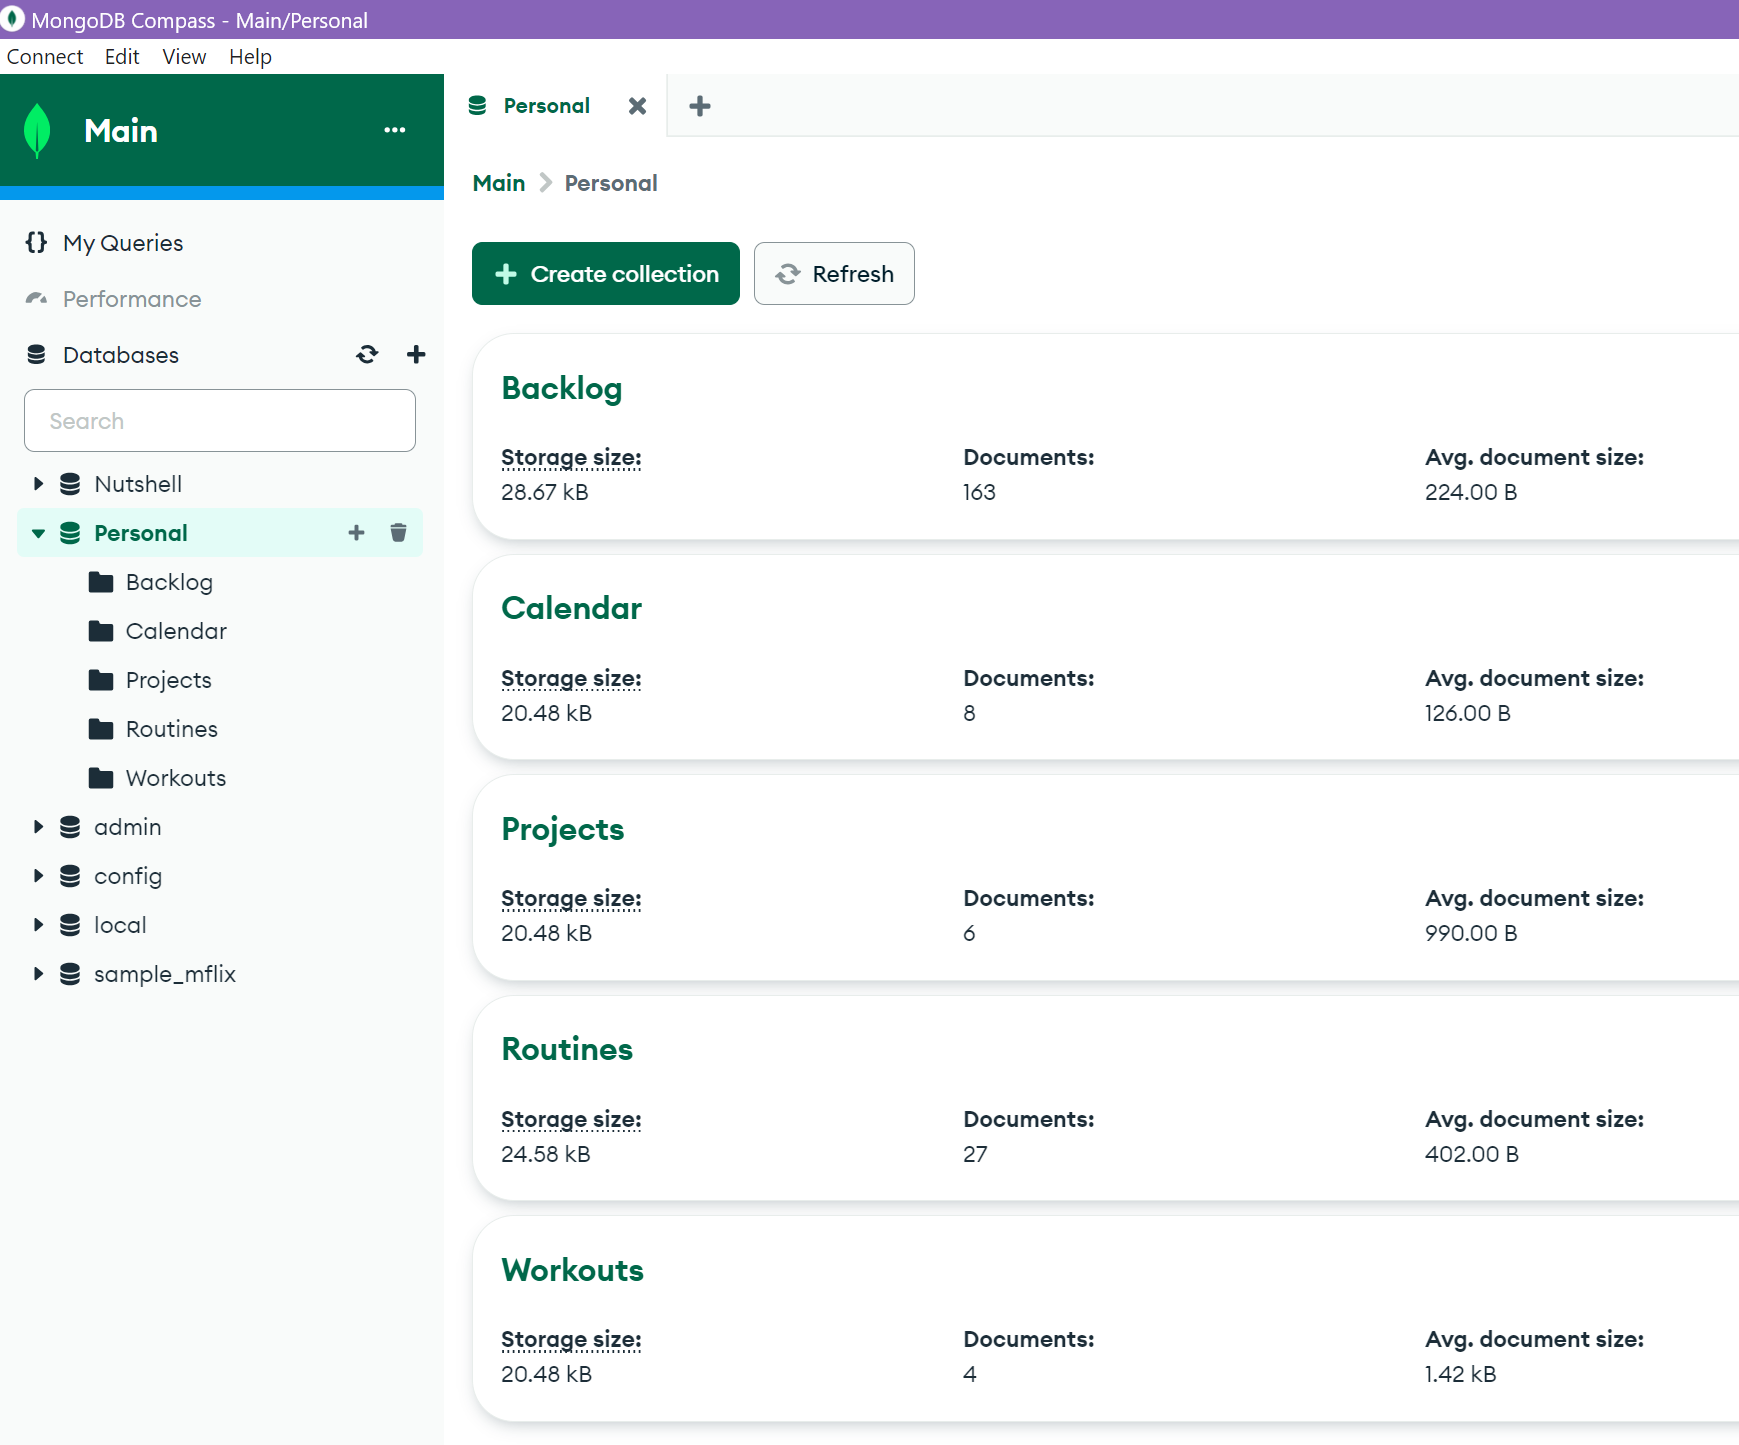 MongoDB Compass - Main/Personal
Connect Edit View Help
Main
My Queries
Performance
Databases
Search
Nutshell
Personal
Backlog
Calendar
Projects
Routines
Workouts
admin
config
local
sample_mflix
Personal
Main Personal
Create collection Refresh
Backlog
Storage size: Documents: Avg. document size:
28.67 kB 163 224.00 B
Calendar
Storage size: Documents: Avg. document size:
20.48 kB 8 126.00 B
Projects
Storage size: Documents: Avg. document size:
20.48 kB 6 990.00 B
Routines
Storage size: Documents: Avg. document size:
24.58 kB 27 402.00 B
Workouts
Storage size: Documents: Avg. document size:
20.48 kB 4 1.42 kB